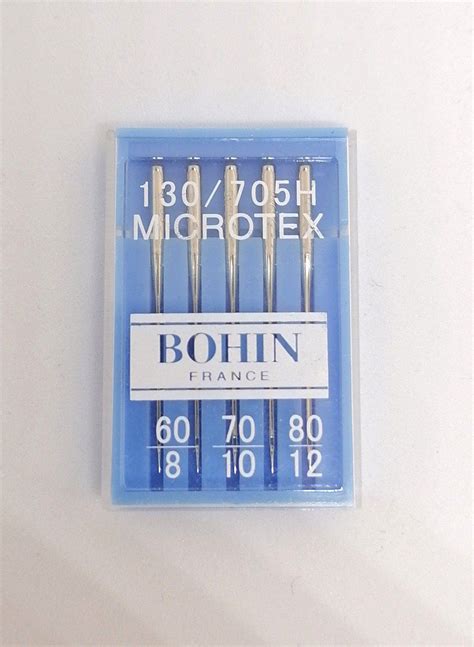 130/705H
MICROTEX
BOHIN
FRANCE
60 70 80
8 10 12